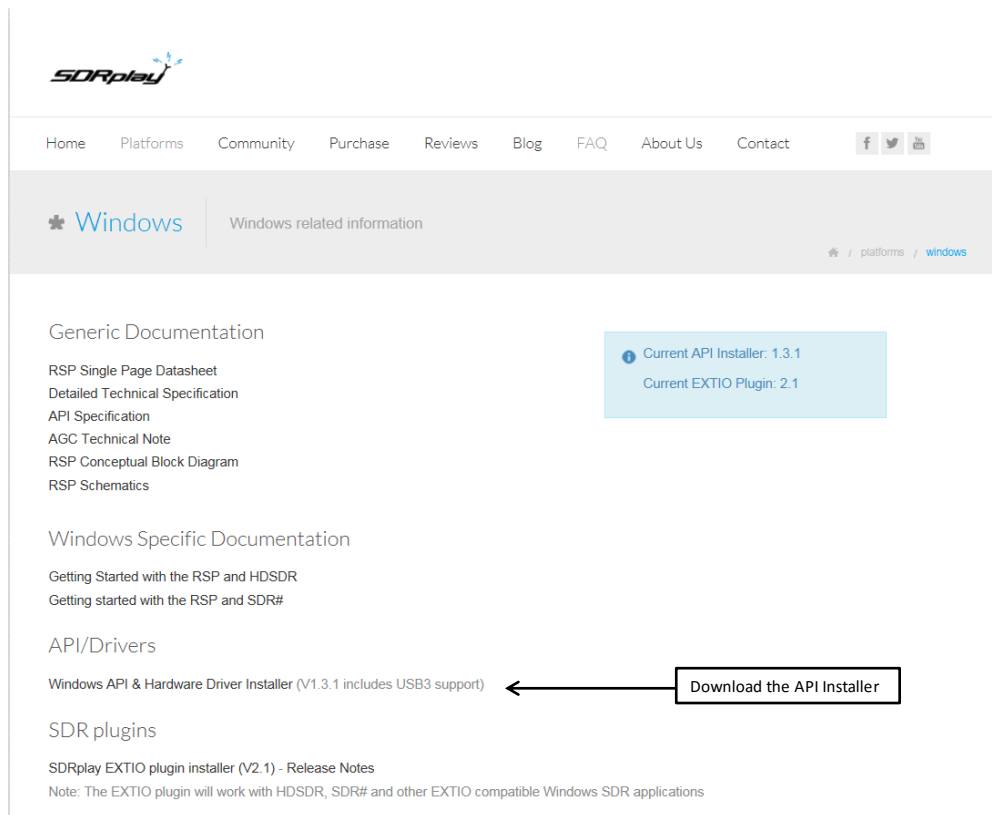 SDRplay
Home Platforms Community Purchase Reviews Blog FAQ About Us Contact
You Tube
Windows
Windows related information
/ platforms / windows
Generic Documentation
RSP Single Page Datasheet
Detailed Technical Specification
API Specification
AGC Technical Note
RSP Conceptual Block Diagram
RSP Schematics
Current API Installer: 1.3.1
Current EXTIO Plugin: 2.1
Windows Specific Documentation
Getting Started with the RSP and HDSDR
Getting started with the RSP and SDR#
API/Drivers
Windows API & Hardware Driver Installer (V1.3.1 includes USB3 support)
Download the API Installer
SDR plugins
SDRplay EXTIO plugin installer (V2.1) - Release Notes
Note: The EXTIO plugin will work with HDSDR, SDR# and other EXTIO compatible Windows SDR applications